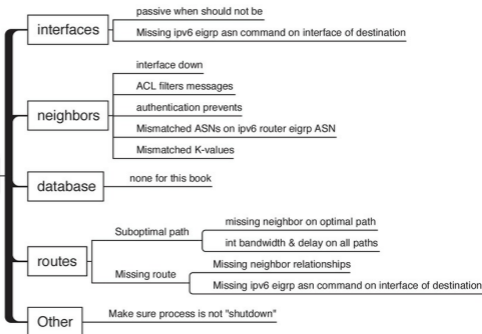 interfaces
passive when should not be
Missing ipv6 eigrp asn command on interface of destination
neighbors
interface down
ACL filters messages
authentication prevents
Mismatched ASNs on ipv6 router eigrp ASN
Mismatched K-values
database
none for this book
routes
Suboptimal path
missing neighbor on optimal path
int bandwidth & delay on all paths
Missing route
Missing neighbor relationships
Missing ipv6 eigrp asn command on interface of destination
Other
Make sure process is not "shutdown"